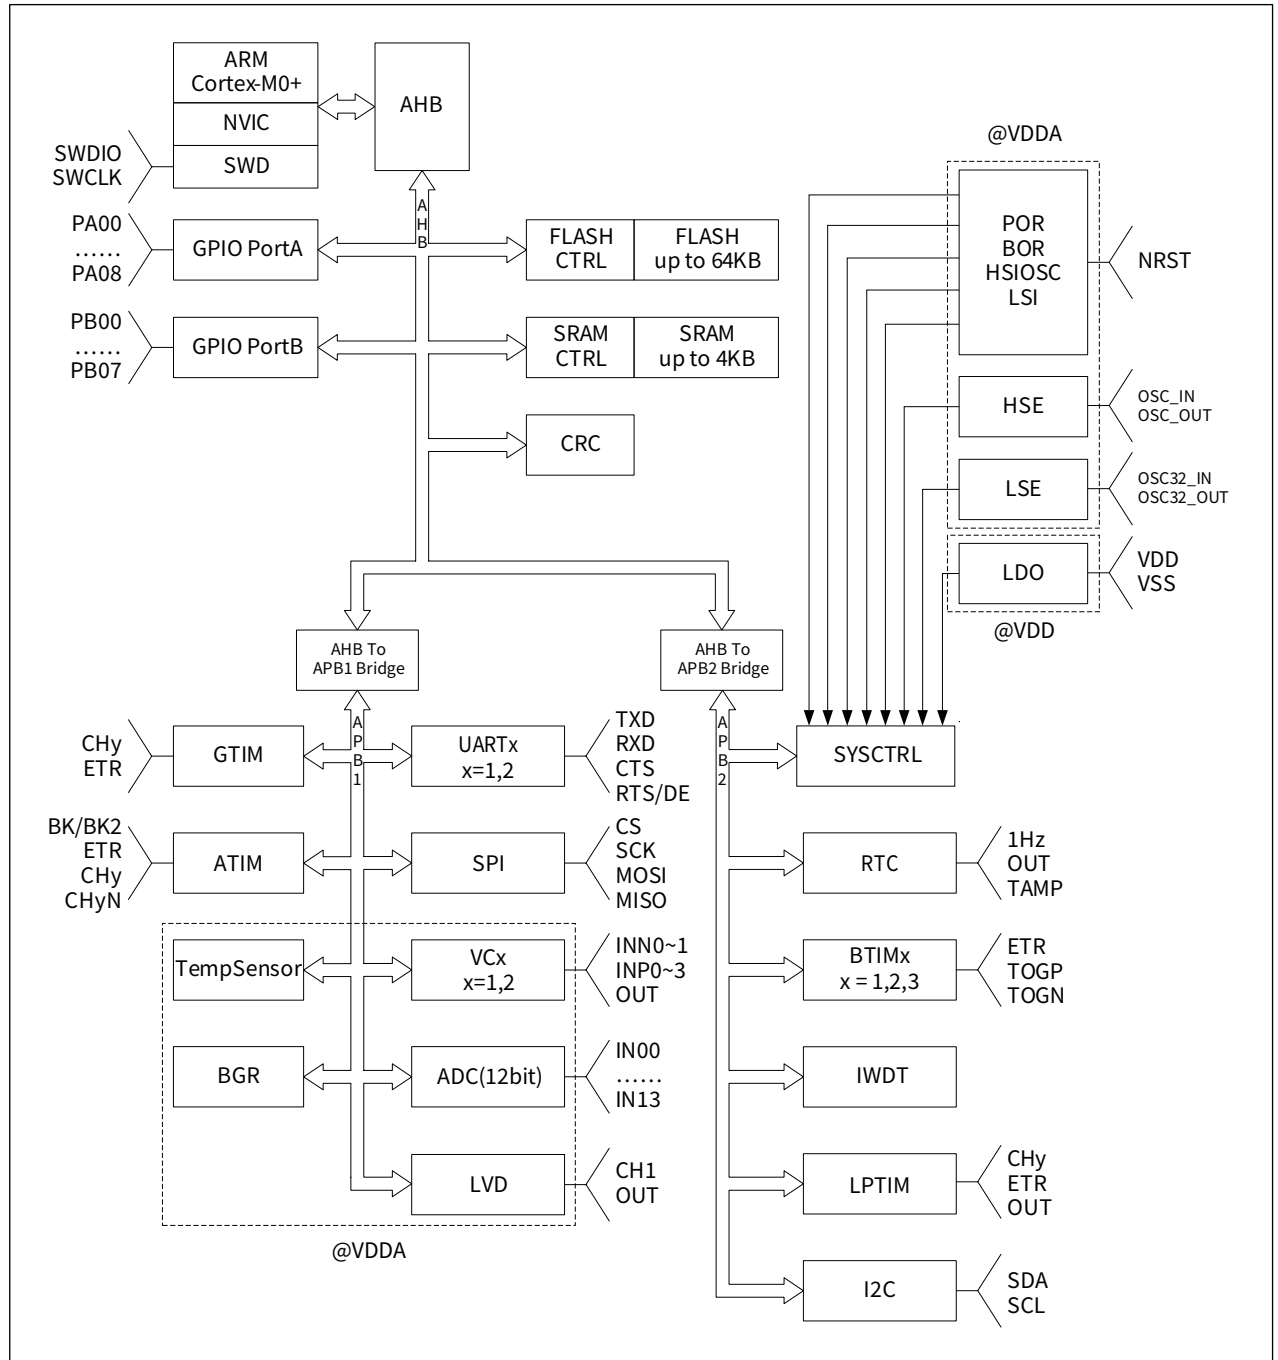 ARM
Cortex-M0+
NVIC
SWD
AHB
SWDIO
SWCLK
@VDDA
AHB
PA00
......
PA08
GPIO PortA
FLASH
CTRL
FLASH
up to 64KB
POR
BOR
HSIOSC
LSI
NRST
PB00
......
PB07
GPIO PortB
SRAM
CTRL
SRAM
up to 4KB
HSE
OSC_IN
OSC_OUT
CRC
LSE
OSC32_IN
OSC32_OUT
LDO
VDD
VSS
@VDD
AHB To
APB1 Bridge
AHB To
APB2 Bridge
APB1
APB2
CHy
ETR
GTIM
UARTx
x=1,2
TXD
RXD
CTS
RTS/DE
SYSCTRL
BK/BK2
ETR
CHy
CHyN
ATIM
SPI
CS
SCK
MOSI
MISO
RTC
1Hz
OUT
TAMP
TempSensor
VCx
x=1,2
INN0~1
INP0~3
OUT
BTIMx
x = 1,2,3
ETR
TOGP
TOGN
BGR
ADC(12bit)
IN00
......
IN13
IWDT
LVD
CH1
OUT
LPTIM
CHy
ETR
OUT
@VDDA
I2C
SDA
SCL